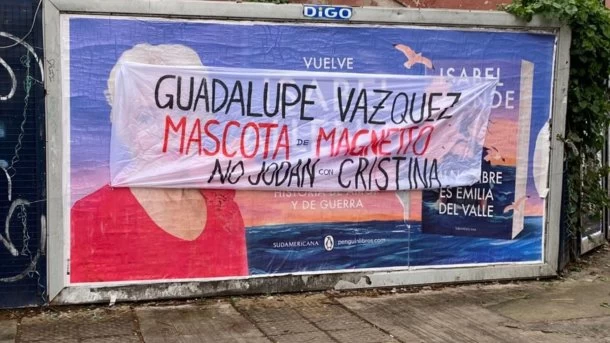 DIGO
VUELVE
ISABEL
GUADALUPE VAZQUEZ
MASCOTA DE MAGNETTO
NO JODAN CON CRISTINA
Y DE GUERRA
ES EMILIA
DEL VALLE
SUDAMERICANA
penguinlibros.com